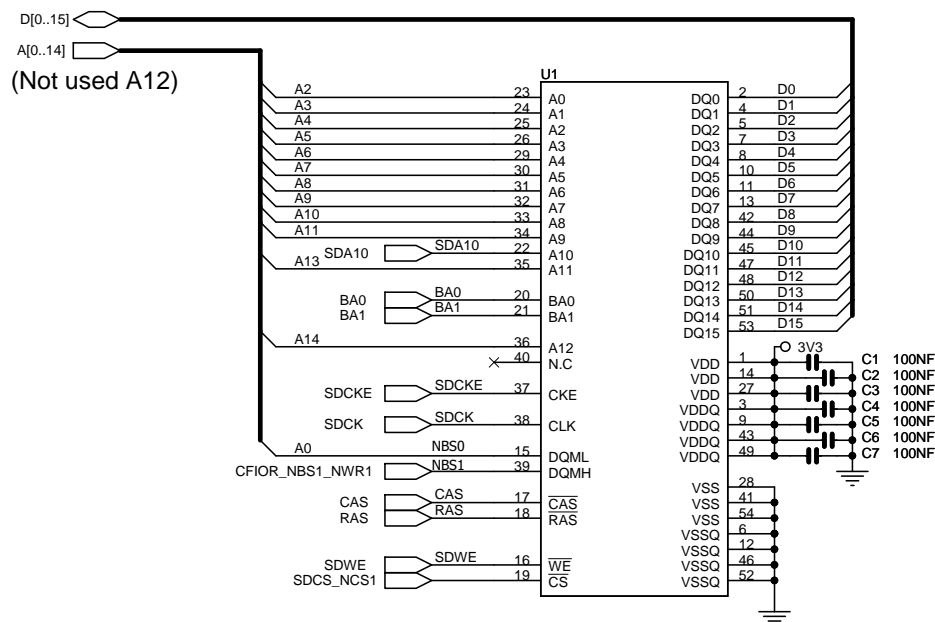 D[0..15]
A[0..14]
(Not used A12)
U1
A2 23 A0 DQ0 2 D0
A3 24 A1 DQ1 4 D1
A4 25 A2 DQ2 5 D2
A5 26 A3 DQ3 7 D3
A6 29 A4 DQ4 8 D4
A7 30 A5 DQ5 10 D5
A8 31 A6 DQ6 11 D6
A9 32 A7 DQ7 13 D7
A10 33 A8 DQ8 42 D8
A11 34 A9 DQ9 44 D9
SDA10 SDA10 22 A10 DQ10 45 D10
A13 35 A11 DQ11 47 D11
DQ12 48 D12
BA0 BA0 20 BA0 DQ13 50 D13
BA1 BA1 21 BA1 DQ14 51 D14
DQ15 53 D15
A14 36 A12 3V3
40 N.C VDD 1 C1 100NF
VDD 14 C2 100NF
SDCKE SDCKE 37 CKE VDD 27 C3 100NF
VDDQ 3 C4 100NF
SDCK SDCK 38 CLK VDDQ 9 C5 100NF
VDDQ 43 C6 100NF
A0 NBS0 15 DQML VDDQ 49 C7 100NF
CFIOR_NBS1_NWR1 NBS1 39 DQMH
VSS 28
CAS CAS 17 CAS VSS 41
RAS RAS 18 RAS VSS 54
VSSQ 6
VSSQ 12
SDWE SDWE 16 WE VSSQ 46
SDCS_NCS1 19 CS VSSQ 52